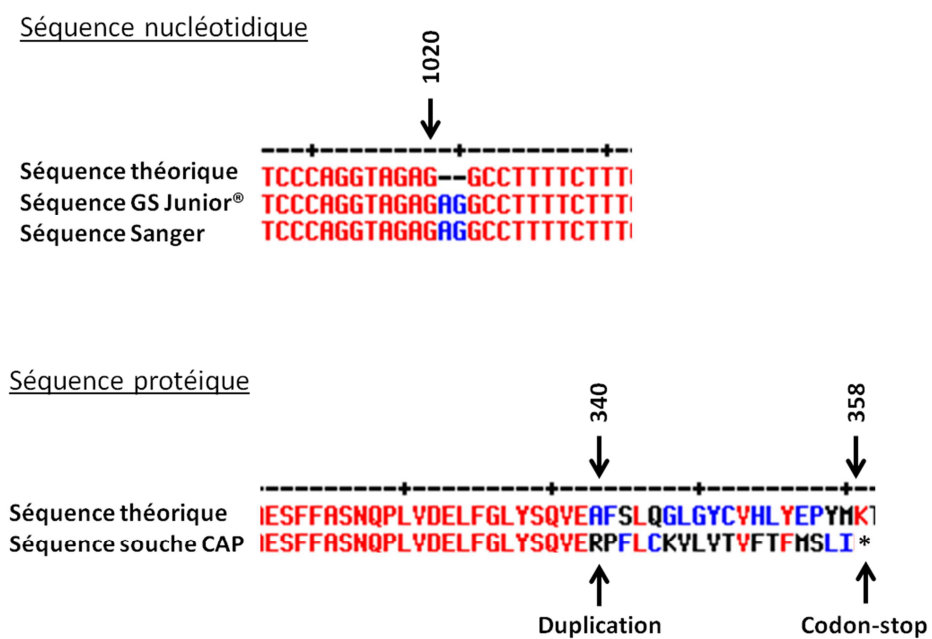 Séquence nucléotidique
1020
Séquence théorique TCCCAGGTAGAG--GCCTTTTCTTT
Séquence GS Junior® TCCCAGGTAGAGAGGCCTTTTCTTT
Séquence Sanger TCCCAGGTAGAGAGGCCTTTTCTTT
Séquence protéique
340 358
Séquence théorique ESFFASNQPLVDELFGLYSQVEAFSLQGLGYCVHLYEPYMK
Séquence souche CAP ESFFASNQPLVDELFGLYSQVERPFLCKVLVTVFTFMSLI*
Duplication Codon-stop